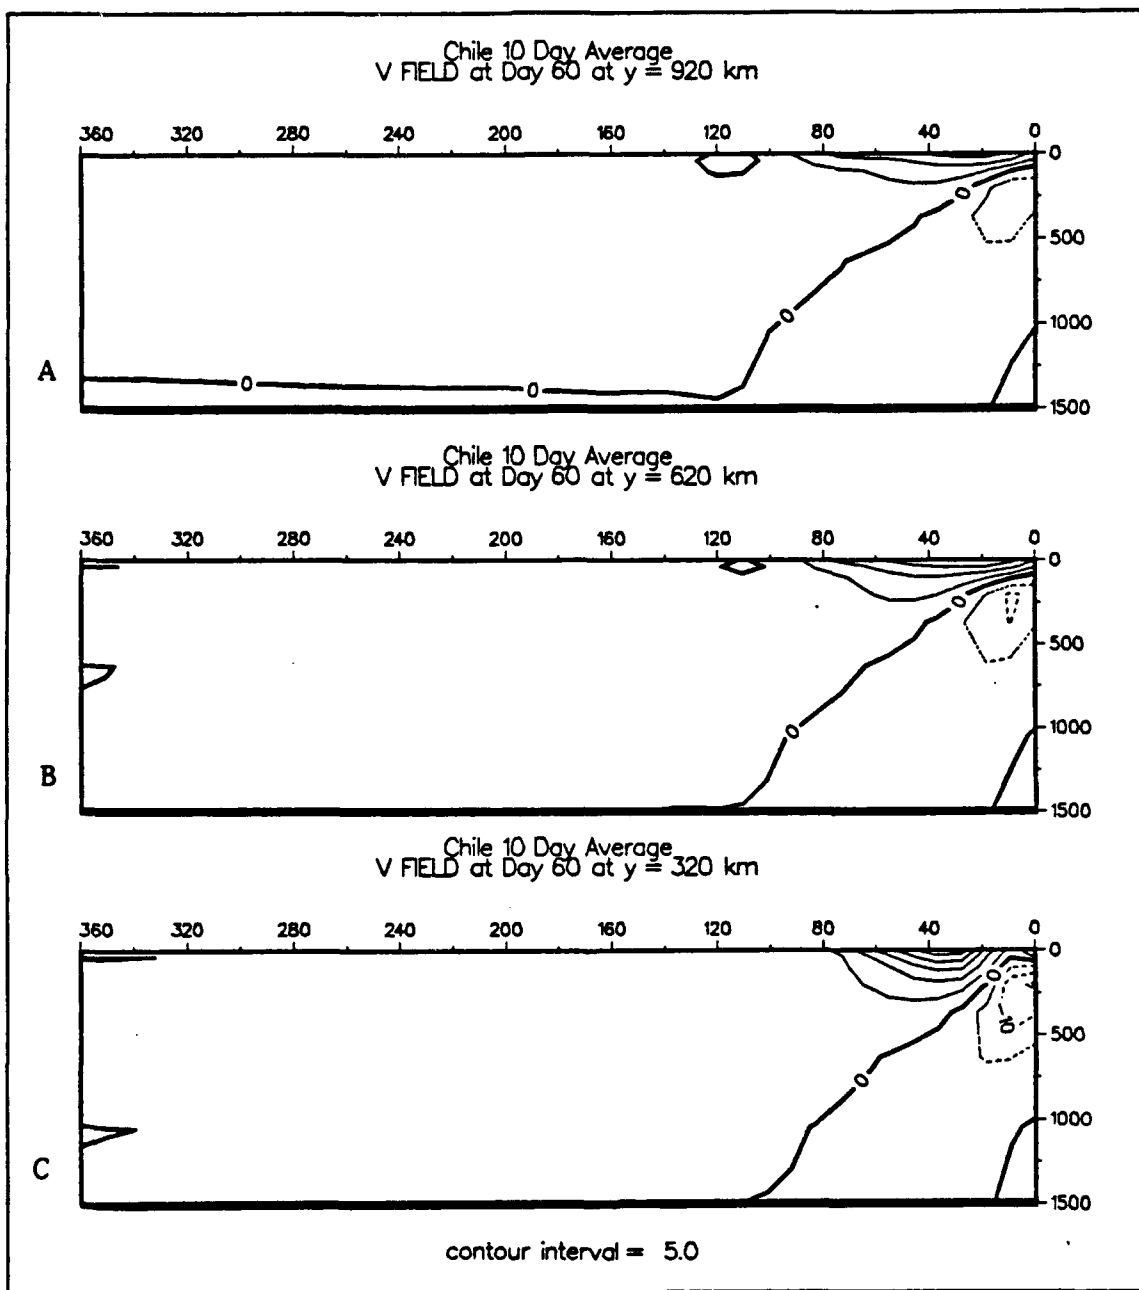 Chile 10 Day Average
V FIELD at Day 60 at y = 920 km
360 320 280 240 200 160 120 80 40 0
0
0
500
0
1000
A
0 0
1500
Chile 10 Day Average
V FIELD at Day 60 at y = 620 km
360 320 280 240 200 160 120 80 40 0
0
0
500
0
1000
B
1500
Chile 10 Day Average
V FIELD at Day 60 at y = 320 km
360 320 280 240 200 160 120 80 40 0
0
0
10
500
0
1000
C
1500
contour interval = 5.0